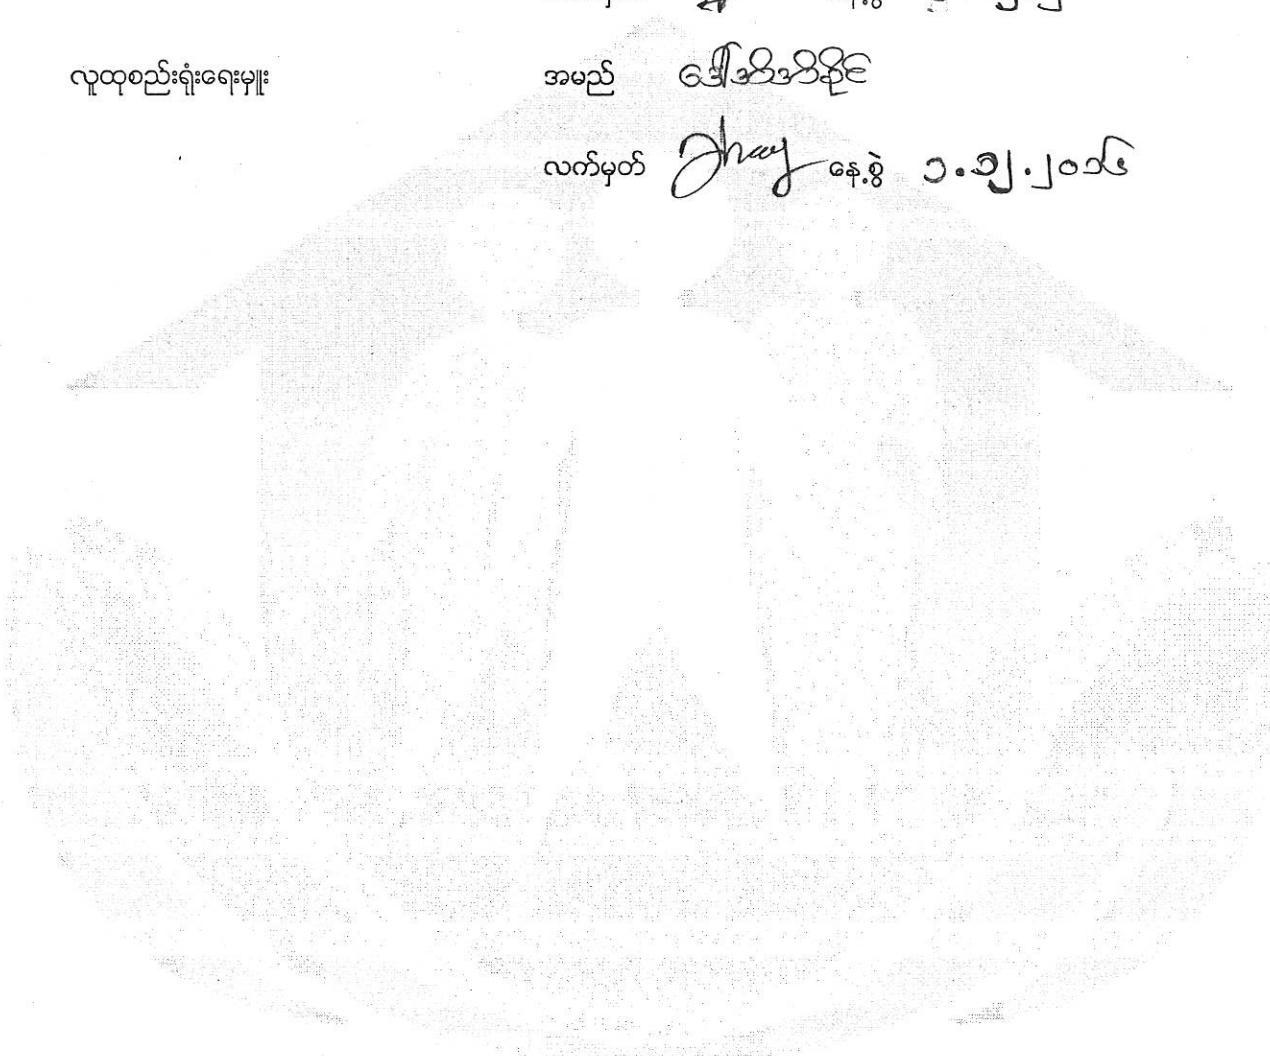 လူထုစည်းရုံးရေးမှူး အမည် ဒေါ်အိအိခိုင်
လက်မှတ် နေ့စွဲ ၁.၁၂.၂၀၁၆